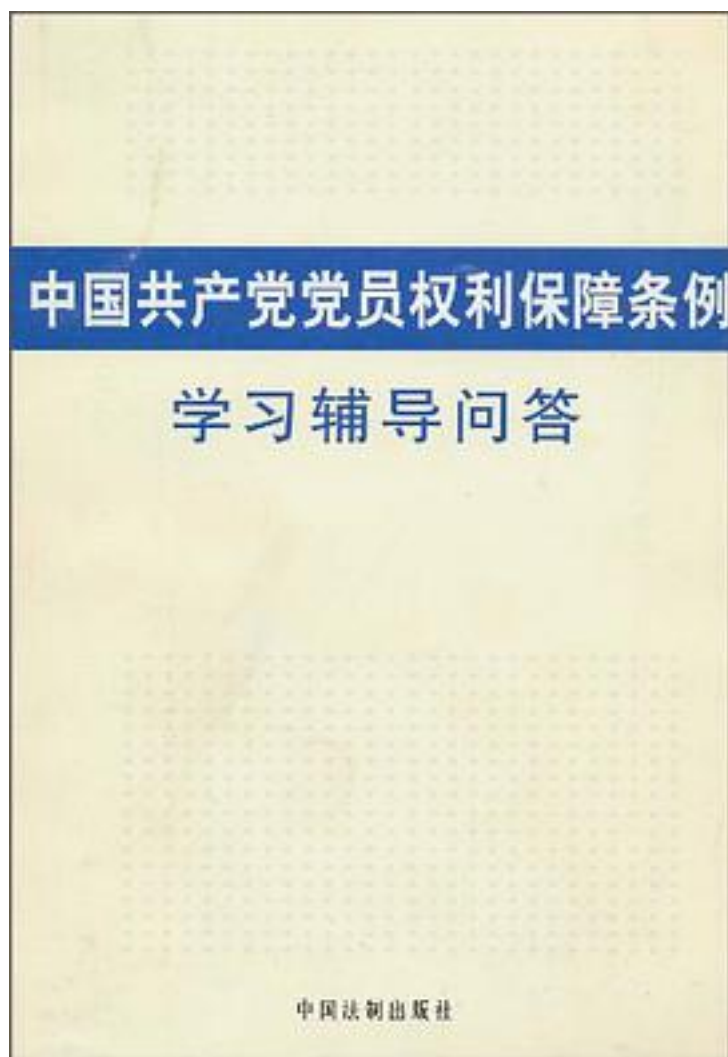 中国共产党党员权利保障条例
学习辅导问答
中国法制出版社